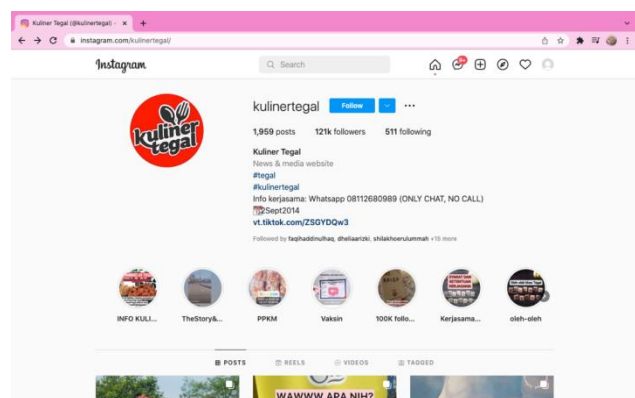 Kuliner Tegal (@kulinertegal) •
instagram.com/kulinertegal/
Instagram
Search
9+
kuliner
tegal
kulinertegal Follow
1,959 posts 121k followers 511 following
Kuliner Tegal
News & media website
#tegal
#kulinertegal
Info kerjasama: Whatsapp 08112680989 (ONLY CHAT, NO CALL)
📆2Sept2014
vt.tiktok.com/ZSGYDQw3
Followed by faqihaddinulhaq, dheliaarizki, shilakhoerulummah +15 more
INFO KULI... TheStory&... PPKM Vaksin 100K follo... Kerjasama... oleh-oleh
POSTS REELS VIDEOS TAGGED
WAWWW APA NIH?